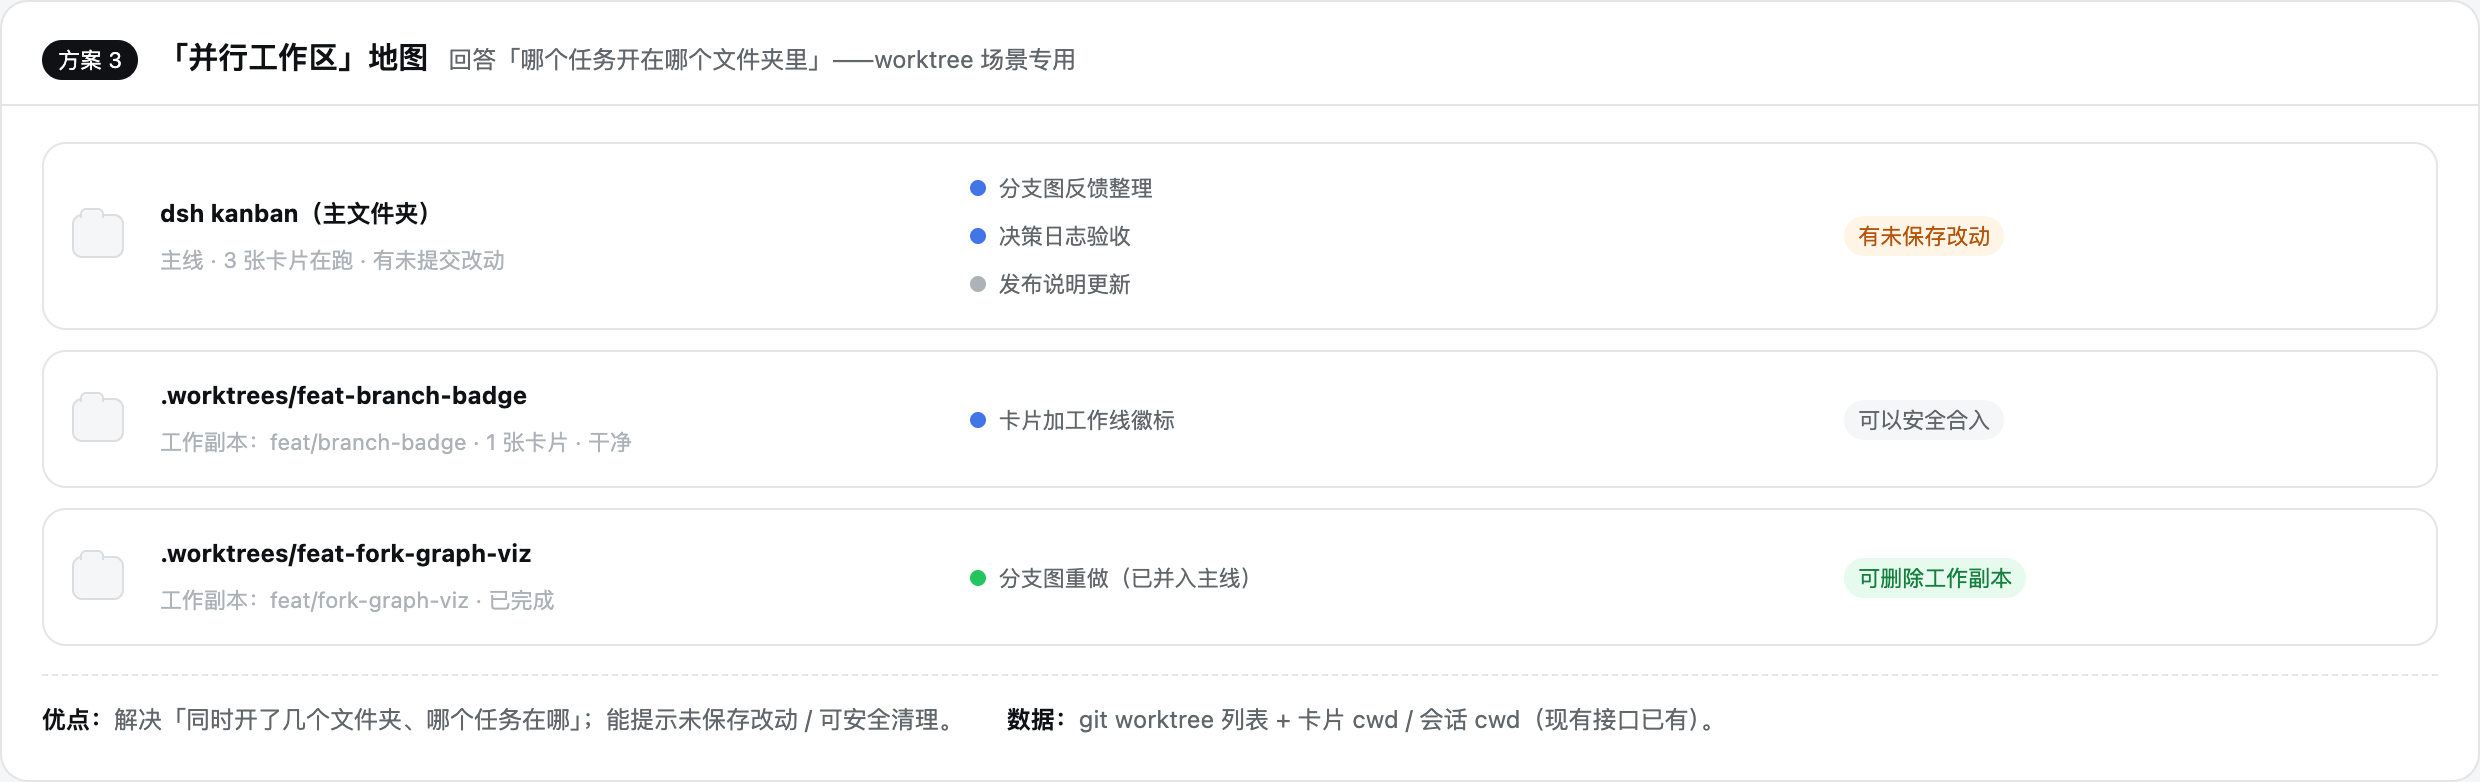 方案 3 「并行工作区」地图 回答「哪个任务开在哪个文件夹里」——worktree 场景专用
dsh kanban（主文件夹）
主线 · 3 张卡片在跑 · 有未提交改动
分支图反馈整理
决策日志验收
发布说明更新
有未保存改动
.worktrees/feat-branch-badge
工作副本：feat/branch-badge · 1 张卡片 · 干净
卡片加工作线徽标
可以安全合入
.worktrees/feat-fork-graph-viz
工作副本：feat/fork-graph-viz · 已完成
分支图重做（已并入主线）
可删除工作副本
优点：解决「同时开了几个文件夹、哪个任务在哪」；能提示未保存改动 / 可安全清理。 数据：git worktree 列表 + 卡片 cwd / 会话 cwd（现有接口已有）。